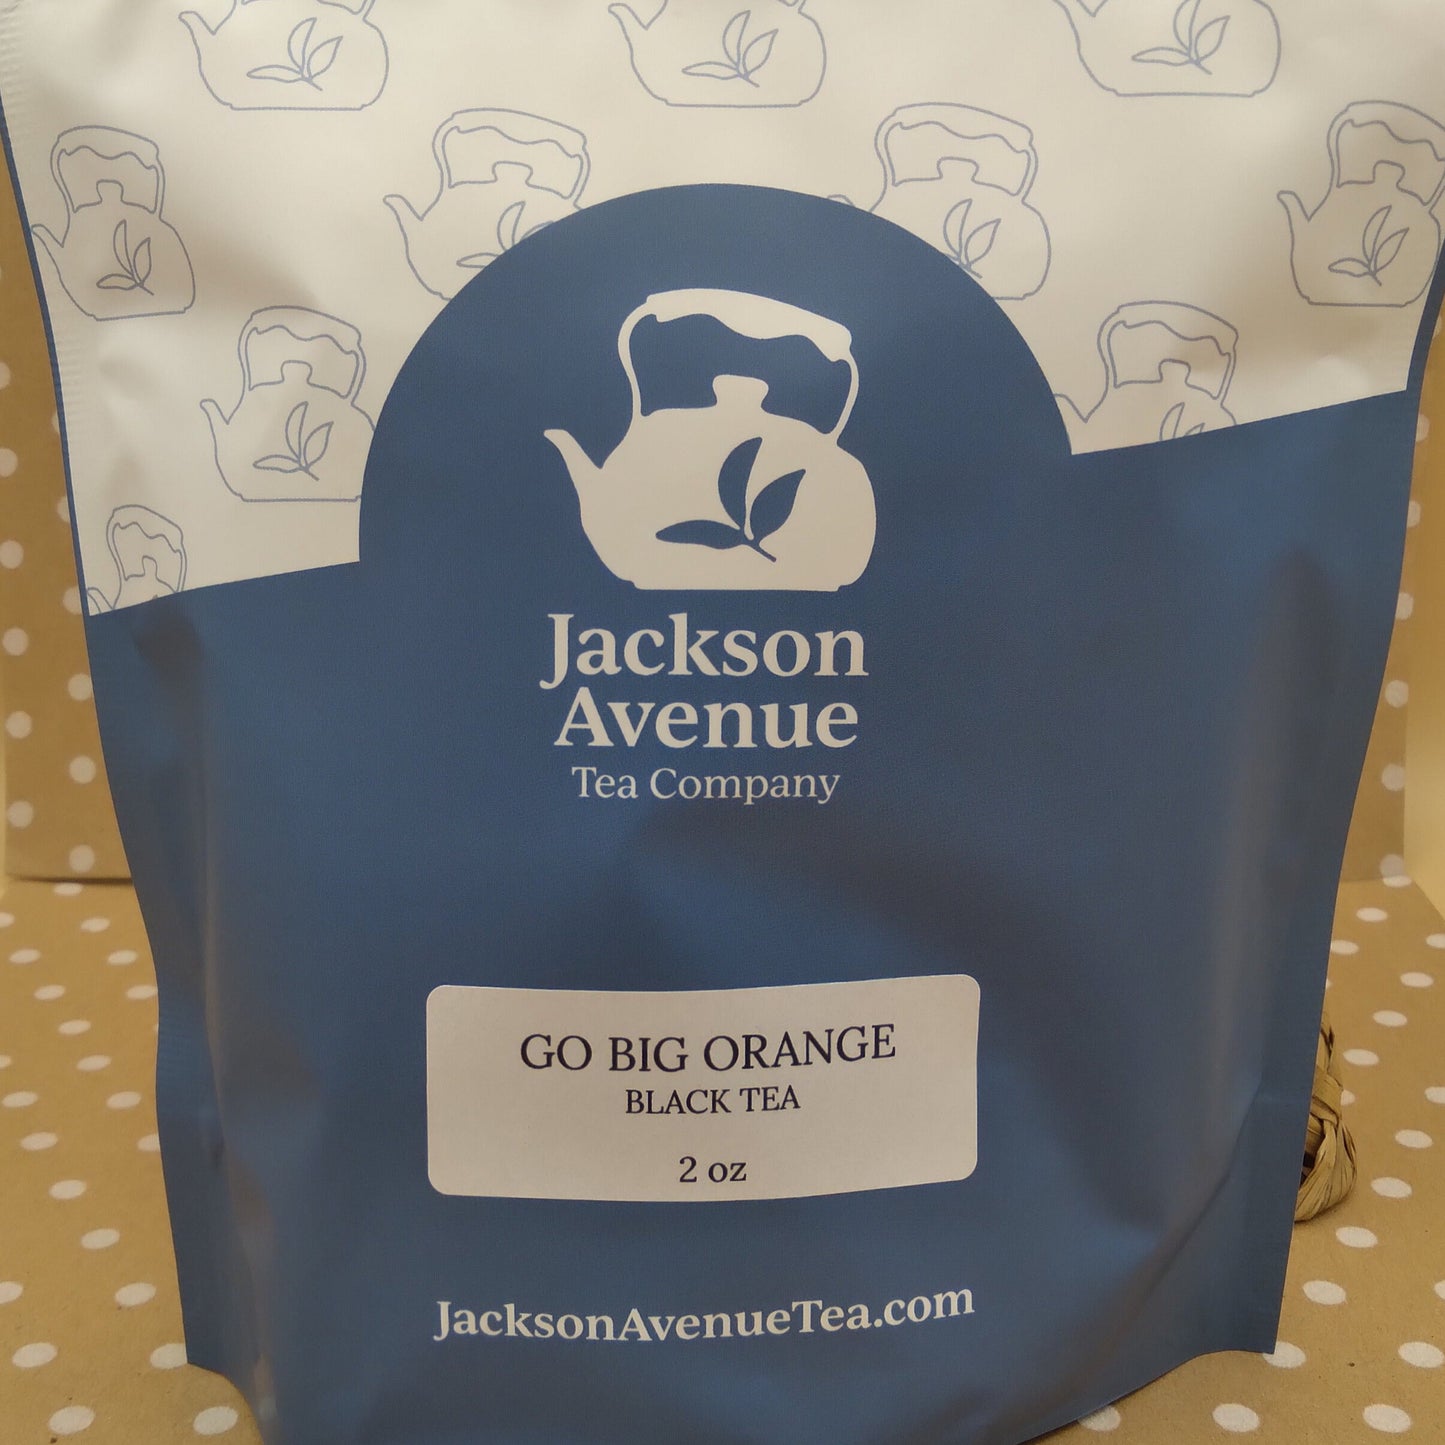 Jackson
Avenue
Tea Company
GO BIG ORANGE
BLACK TEA
2 oz
JacksonAvenueTea.com